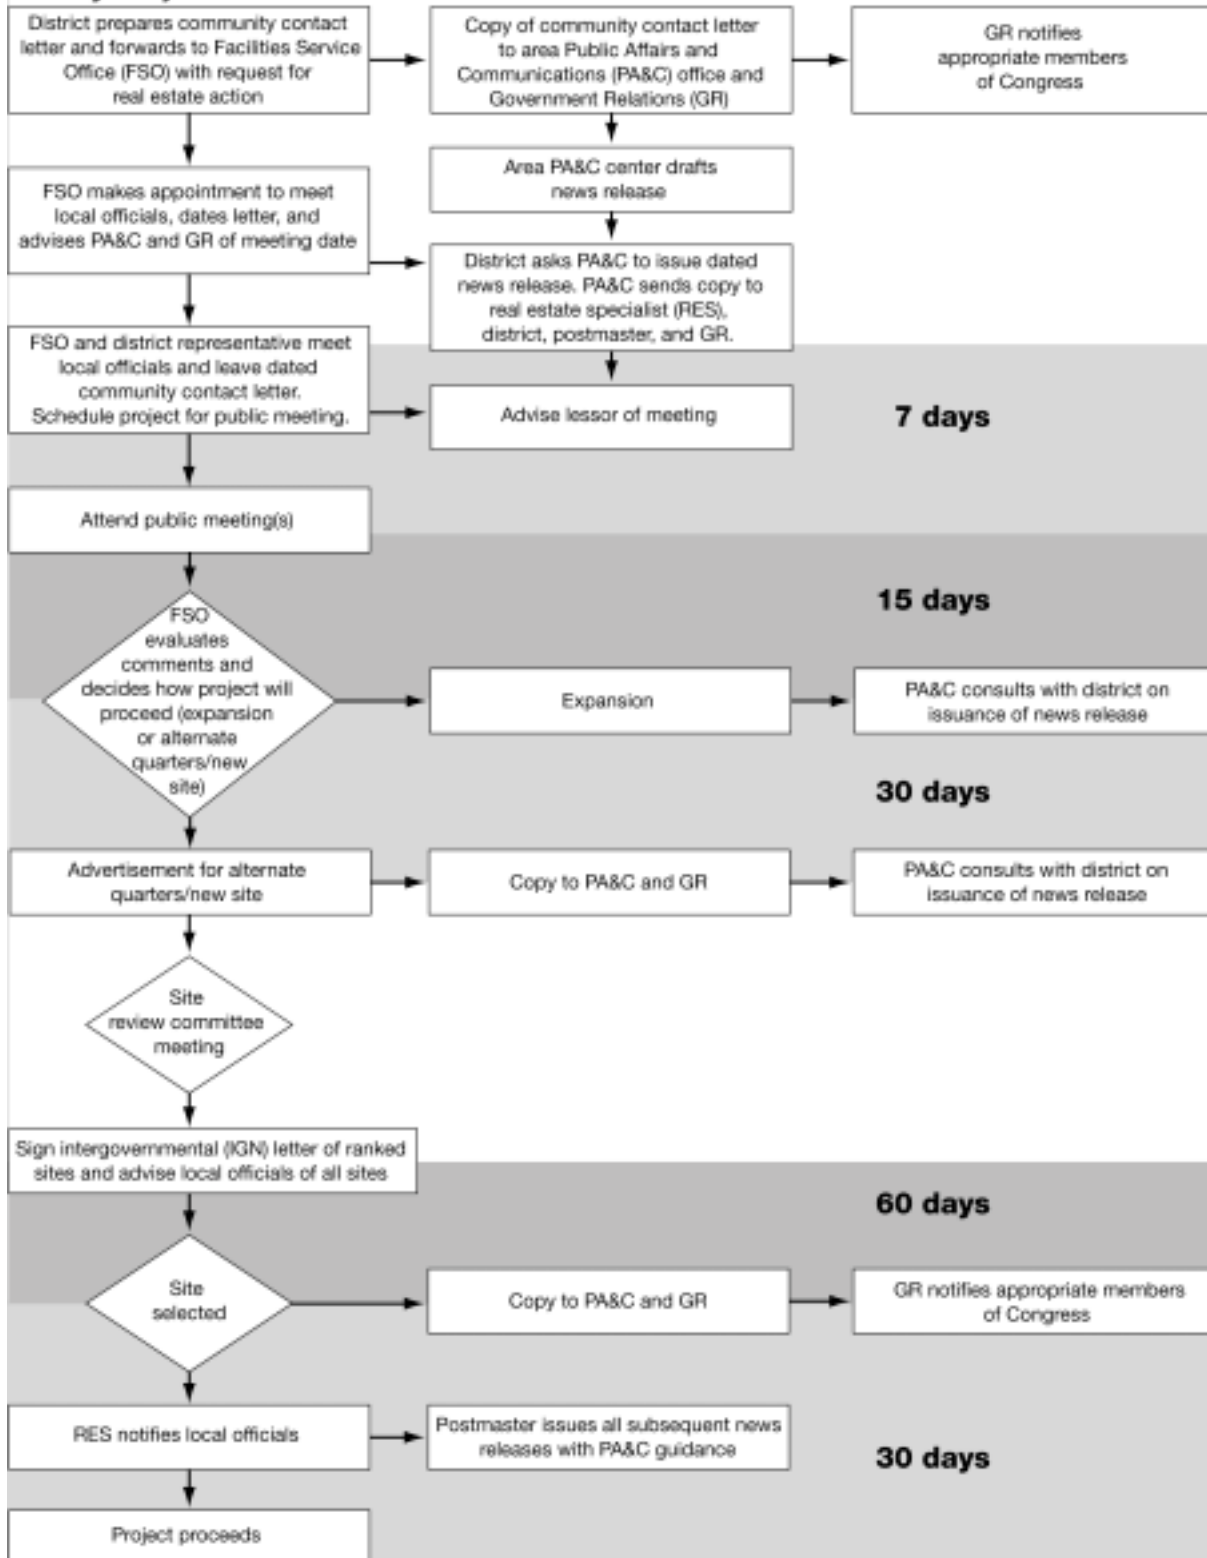 District prepares community contact
letter and forwards to Facilities Service
Office (FSO) with request for
real estate action
Copy of community contact letter
to area Public Affairs and
Communications (PA&C) office and
Government Relations (GR)
GR notifies
appropriate members
of Congress
Area PA&C center drafts
news release
FSO makes appointment to meet
local officials, dates letter, and
advises PA&C and GR of meeting date
District asks PA&C to issue dated
news release. PA&C sends copy to
real estate specialist (RES),
district, postmaster, and GR.
FSO and district representative meet
local officials and leave dated
community contact letter.
Schedule project for public meeting.
Advise lessor of meeting
7 days
Attend public meeting(s)
15 days
FSO
evaluates
comments and
decides how project will
proceed (expansion
or alternate
quarters/new
site)
Expansion
PA&C consults with district on
issuance of news release
30 days
Advertisement for alternate
quarters/new site
Copy to PA&C and GR
PA&C consults with district on
issuance of news release
Site
review committee
meeting
Sign intergovernmental (IGN) letter of ranked
sites and advise local officials of all sites
60 days
Site
selected
Copy to PA&C and GR
GR notifies appropriate members
of Congress
RES notifies local officials
Postmaster issues all subsequent news
releases with PA&C guidance
30 days
Project proceeds